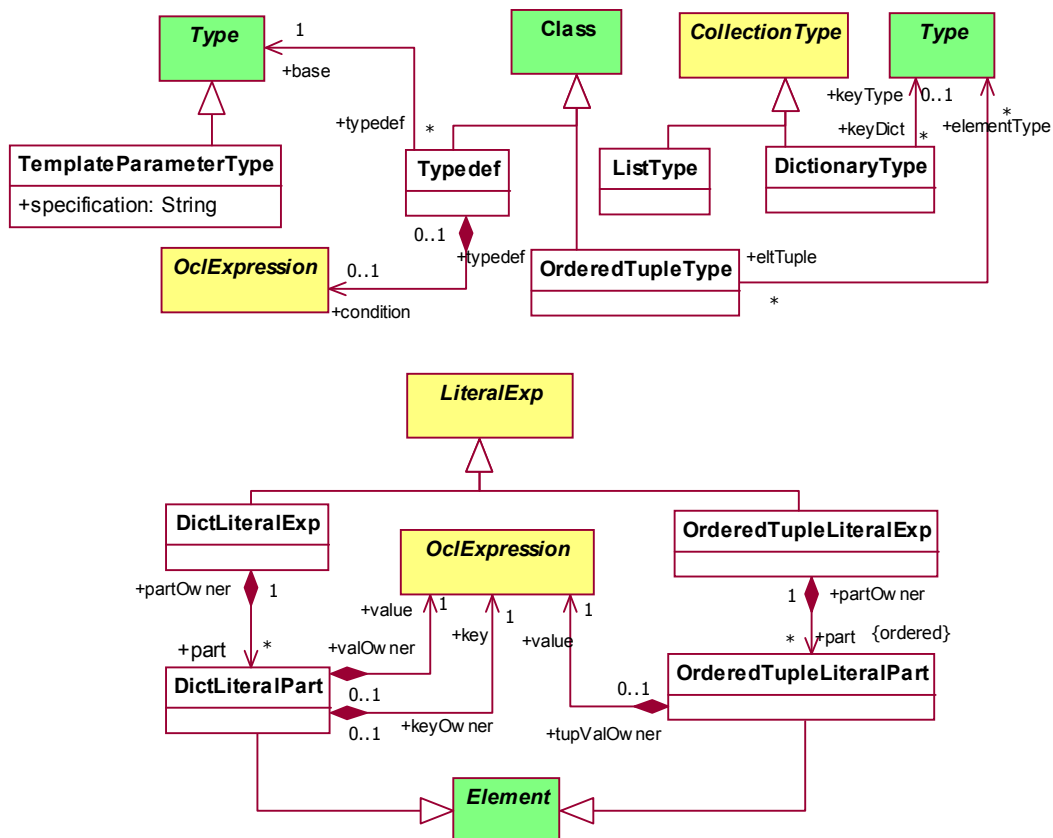 Type
1
+base
Class
CollectionType
Type
+keyType
0..1
*
+typedef
*
+keyDict
*
+elementType
TemplateParameterType
+specification: String
Typedef
ListType
DictionaryType
0..1
+typedef
OclExpression
0..1
+condition
OrderedTupleType
+eltTuple
*
LiteralExp
DictLiteralExp
OclExpression
OrderedTupleLiteralExp
+partOwner
1
+value
1
+key
1
+value
1
1
+partOwner
+part
*
+valOwner
*
+part
{ordered}
DictLiteralPart
0..1
0..1
+keyOwner
0..1
+tupValOwner
OrderedTupleLiteralPart
Element